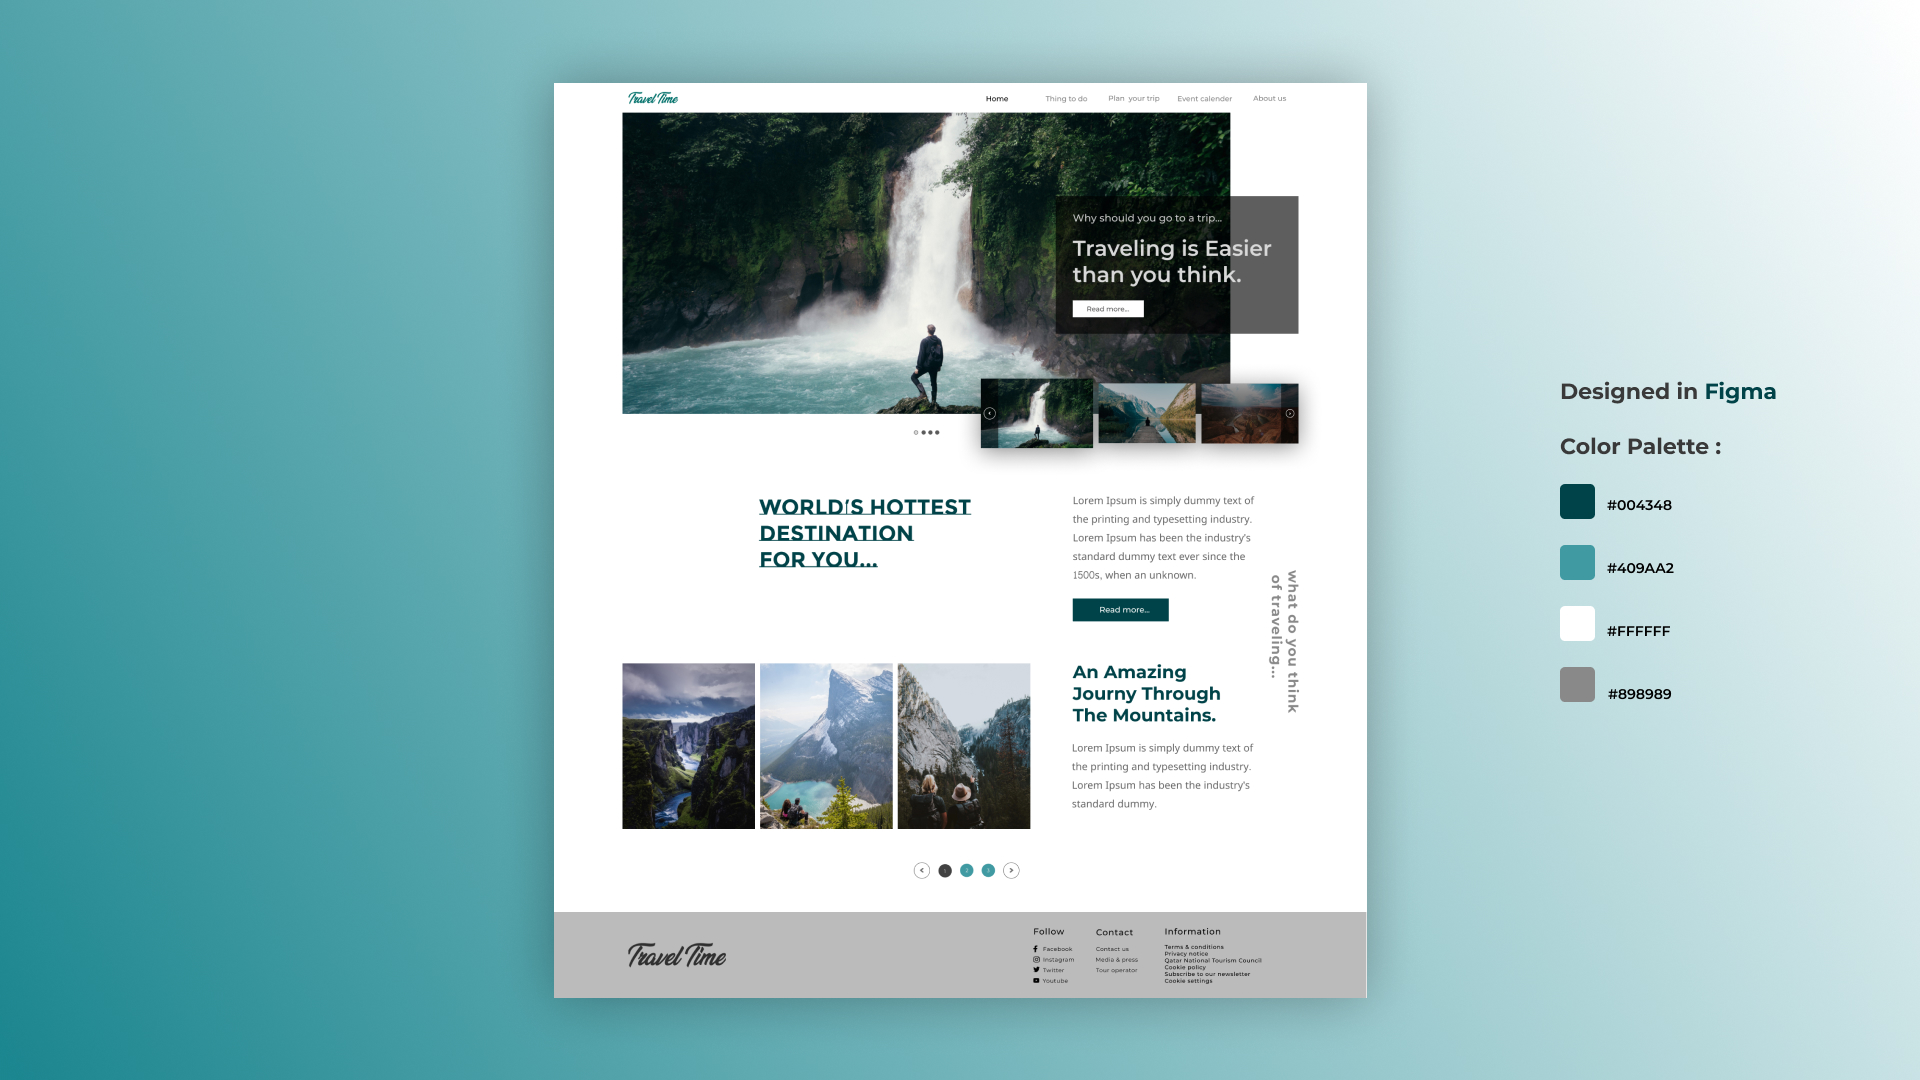 Travel Time
Home
Thing to do
Plan your trip
Event calender
About us
Why should you go to a trip...
Traveling is Easier
than you think.
Read more...
WORLD'S HOTTEST
DESTINATION
FOR YOU...
Lorem Ipsum is simply dummy text of
the printing and typesetting industry.
Lorem Ipsum has been the industry's
standard dummy text ever since the
1500s, when an unknown.
Read more...
what do you think
of traveling...
An Amazing
Journy Through
The Mountains.
Lorem Ipsum is simply dummy text of
the printing and typesetting industry.
Lorem Ipsum has been the industry's
standard dummy.
1
2
3
Travel Time
Follow
Facebook
Instagram
Twitter
Youtube
Contact
Contact us
Media & press
Tour operator
Information
Terms & conditions
Privacy notice
Qatar National Tourism Council
Cookie policy
Subscribe to our newsletter
Cookie settings
Designed in Figma
Color Palette :
#004348
#409AA2
#FFFFFF
#898989